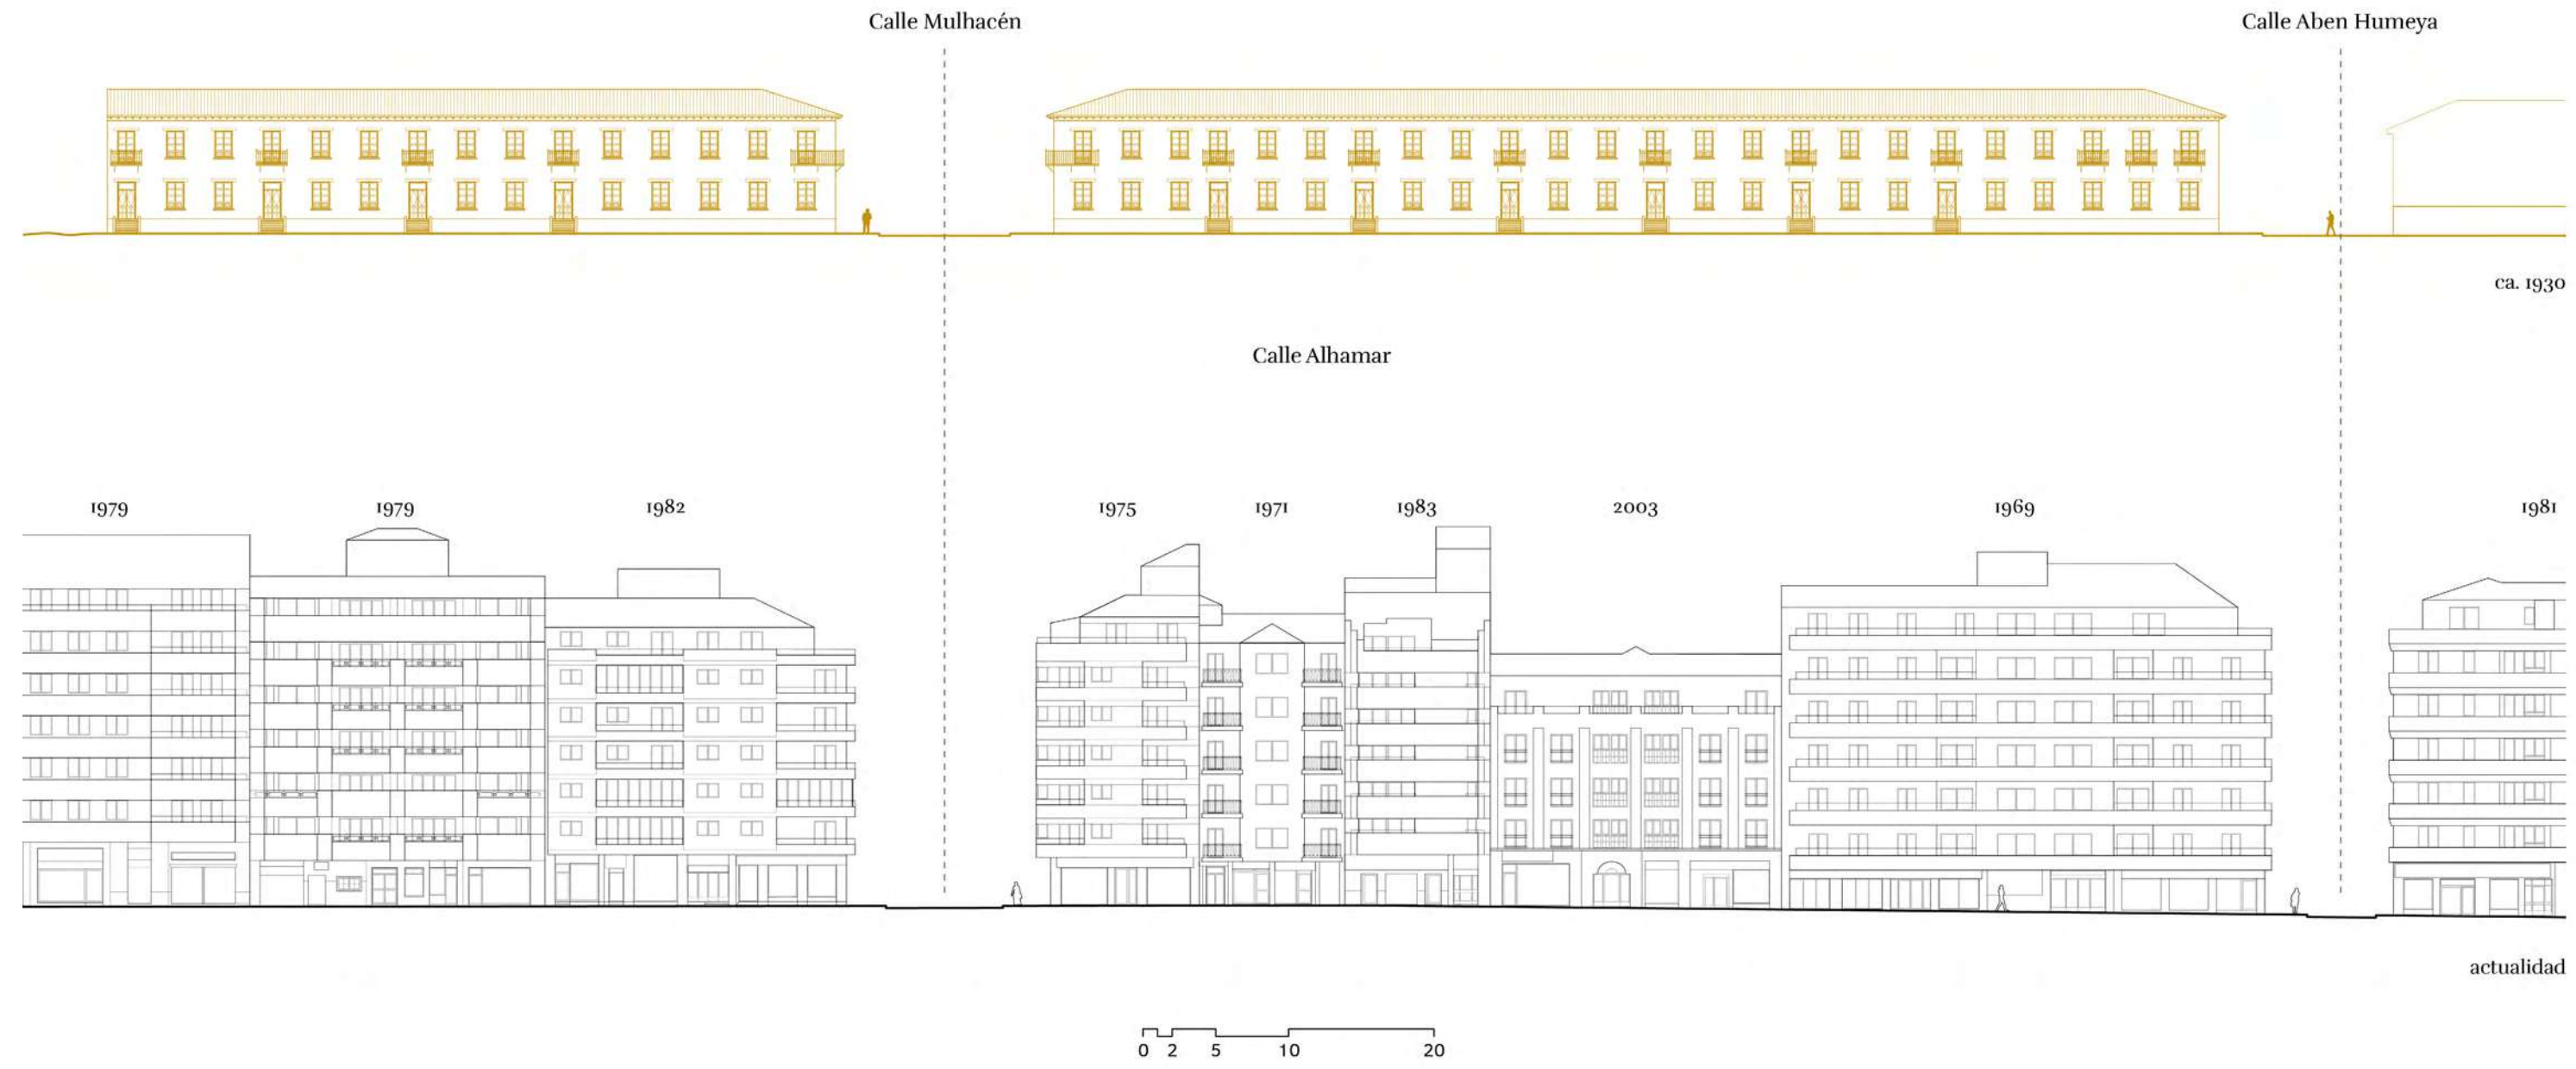 Calle Mulhacén
Calle Aben Humeya
ca. 1930
Calle Alhamar
1979
1979
1982
1975
1971
1983
2003
1969
1981
actualidad
0 2 5 10 20